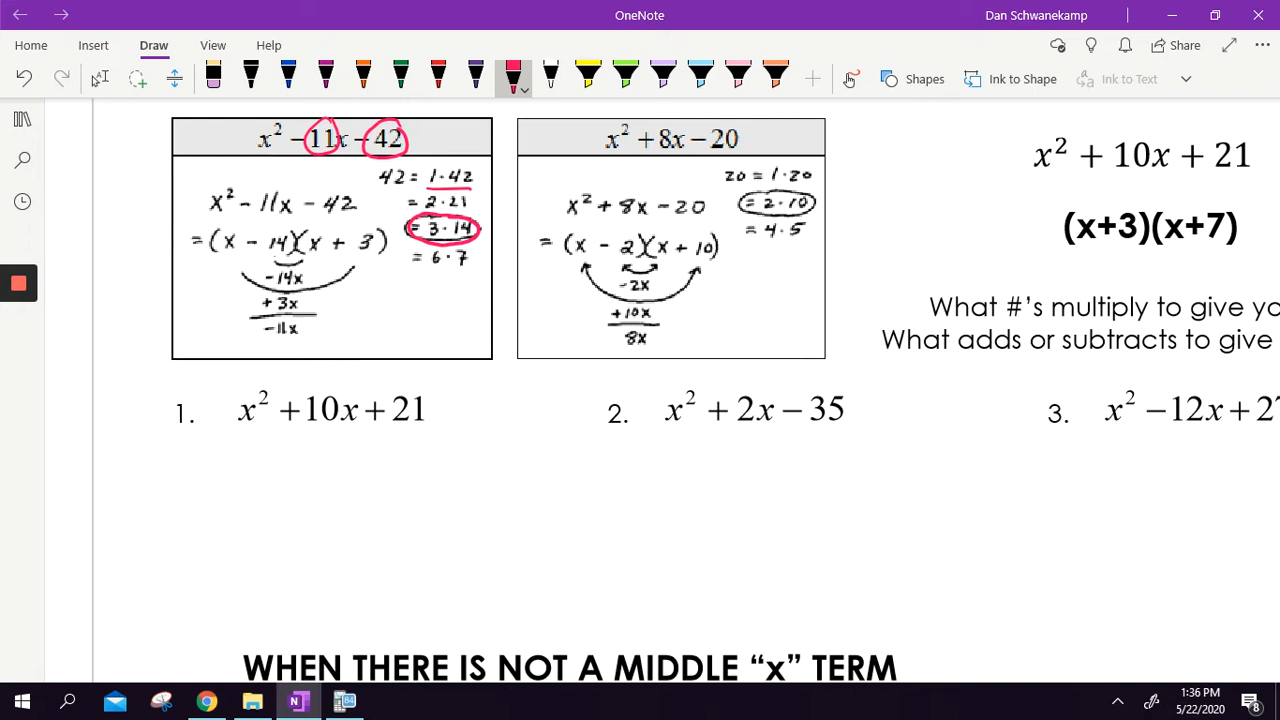 OneNote
Dan Schwanekamp
Home Insert Draw View Help
Share
Shapes Ink to Shape Ink to Text
x² − 11x − 42
42 = 1·42
x² - 11x - 42 = 2·21
= (x - 14)(x + 3) = 3·14
= 6·7
-14x
+ 3x
-11x
x² + 8x − 20
20 = 1·20
x² + 8x - 20 = 2·10
= (x - 2)(x + 10) = 4·5
-2x
+10x
8x
x² + 10x + 21
(x+3)(x+7)
What #'s multiply to give yo
What adds or subtracts to give
1. x² + 10x + 21
2. x² + 2x − 35
3. x² − 12x + 27
WHEN THERE IS NOT A MIDDLE “x” TERM
1:36 PM
5/22/2020
8